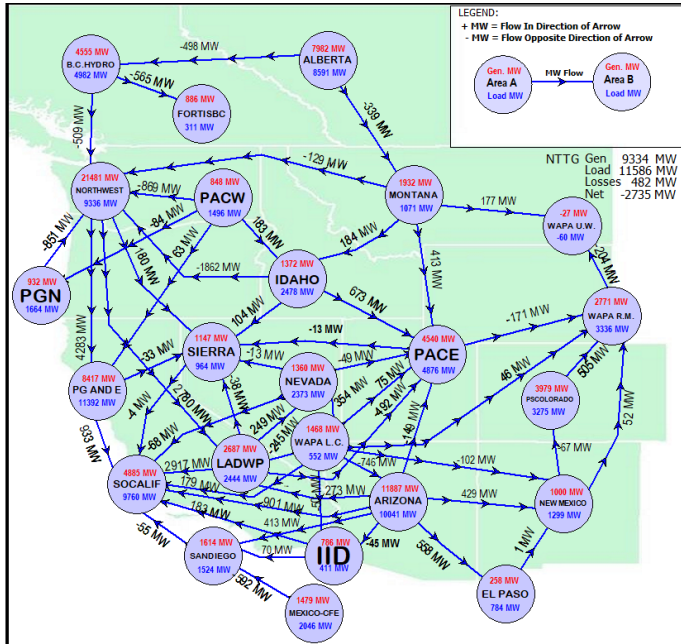 LEGEND:
+ MW = Flow In Direction of Arrow
- MW = Flow Opposite Direction of Arrow
Gen. MW
Area A
Load MW
MW Flow
Gen. MW
Area B
Load MW
NTTG Gen 9334 MW
Load 11586 MW
Losses 482 MW
Net -2735 MW
4555 MW
B.C.HYDRO
4982 MW
-498 MW
7982 MW
ALBERTA
8591 MW
-565 MW
886 MW
FORTISBC
311 MW
-339 MW
-509 MW
-129 MW
21481 MW
NORTHWEST
9336 MW
-869 MW
848 MW
PACW
1496 MW
1932 MW
MONTANA
1071 MW
177 MW
-27 MW
WAPA U.W.
-60 MW
-84 MW
-851 MW
63 MW
183 MW
184 MW
413 MW
-204 MW
180 MW
-1862 MW
932 MW
PGN
1664 MW
1372 MW
IDAHO
2478 MW
673 MW
2771 MW
WAPA R.M.
3336 MW
-171 MW
4283 MW
104 MW
-13 MW
1147 MW
SIERRA
964 MW
-33 MW
-13 MW
-49 MW
4540 MW
PACE
4876 MW
8417 MW
PG AND E
11392 MW
1360 MW
NEVADA
2373 MW
-4 MW
2780 MW
-38 MW
249 MW
354 MW
75 MW
-492 MW
46 MW
505 MW
3979 MW
PSCOLORADO
3275 MW
52 MW
933 MW
-68 MW
-245 MW
1468 MW
WAPA L.C.
552 MW
-149 MW
-67 MW
4885 MW
SOCALIF
9760 MW
2917 MW
2687 MW
LADWP
2444 MW
-746 MW
-102 MW
179 MW
273 MW
11887 MW
ARIZONA
10041 MW
429 MW
1000 MW
NEW MEXICO
1299 MW
-901 MW
183 MW
413 MW
-55 MW
1614 MW
SANDIEGO
1524 MW
70 MW
786 MW
IID
411 MW
-45 MW
558 MW
1 MW
-592 MW
1479 MW
MEXICO-CFE
2046 MW
258 MW
EL PASO
784 MW